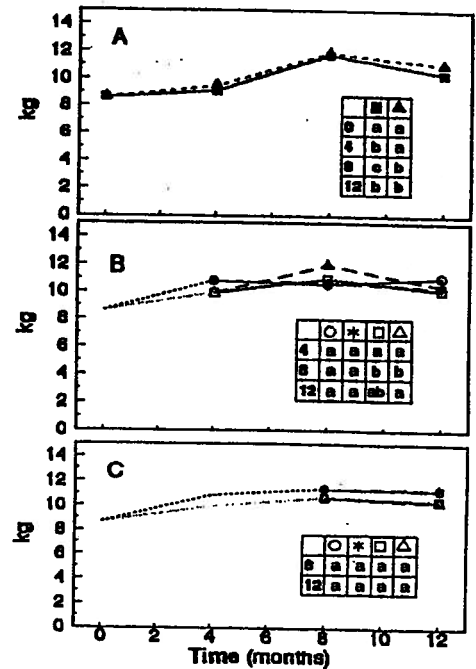 14
12
10
8
6
4
2
0
kg
A
■ ▲
0 a a
4 b a
8 c b
12 b b
14
12
10
8
6
4
2
0
kg
B
○ * □ △
4 a a a a
8 a a b b
12 a a ab a
14
12
10
8
6
4
2
0
kg
C
○ * □ △
8 a a a a
12 a a a a
0 2 4 6 8 10 12
Time (months)